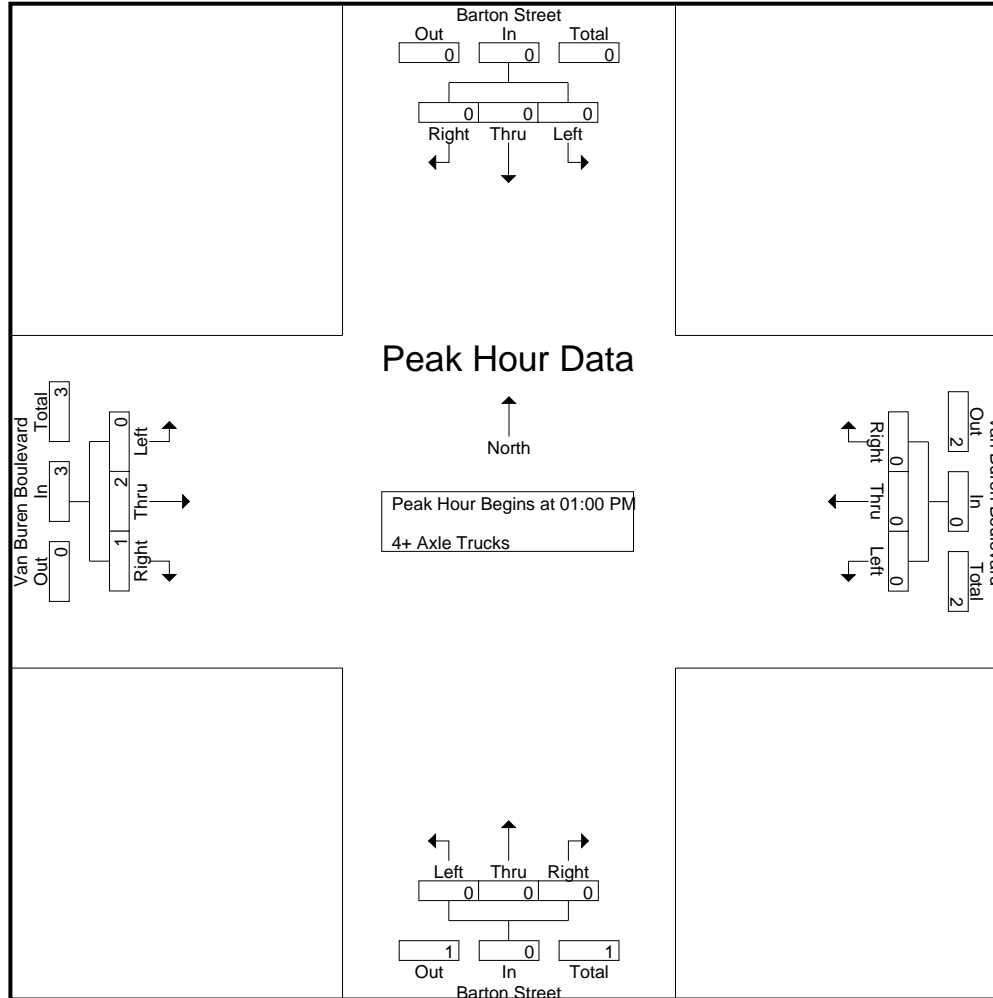 Barton Street
Out In Total
0 0 0
0 0 0
Right Thru Left
Peak Hour Data
North
Peak Hour Begins at 01:00 PM
4+ Axle Trucks
Van Buren Boulevard
Out In Total
0 3 3
0 2 1
Left Thru Right
Right Thru Left
0 0 0
2 0 2
Out In Total
Left Thru Right
0 0 0
1 0 1
Out In Total
Barton Street